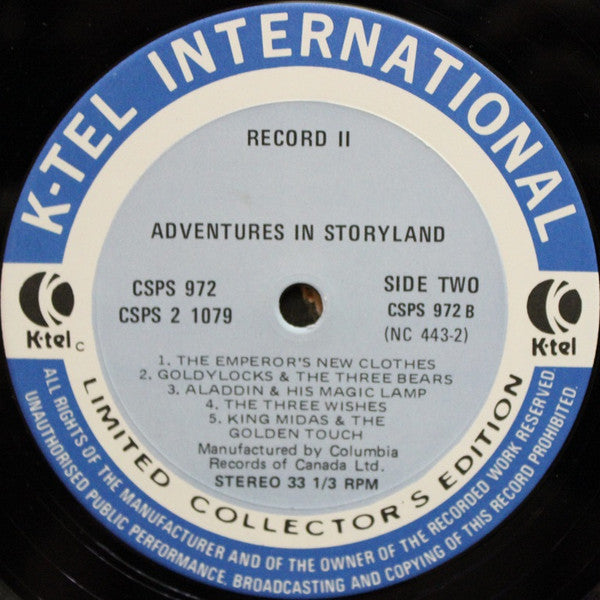 K-TEL INTERNATIONAL
RECORD II
ADVENTURES IN STORYLAND
CSPS 972
CSPS 2 1079
SIDE TWO
CSPS 972 B
(NC 443-2)
K-tel C
K-tel
1. THE EMPEROR'S NEW CLOTHES
2. GOLDYLOCKS & THE THREE BEARS
3. ALADDIN & HIS MAGIC LAMP
4. THE THREE WISHES
5. KING MIDAS & THE
GOLDEN TOUCH
Manufactured by Columbia
Records of Canada Ltd.
STEREO 33 1/3 RPM
LIMITED COLLECTOR'S EDITION
ALL RIGHTS OF THE MANUFACTURER AND OF THE OWNER OF THE RECORDED WORK RESERVED
UNAUTHORISED PUBLIC PERFORMANCE, BROADCASTING AND COPYING OF THIS RECORD PROHIBITED.